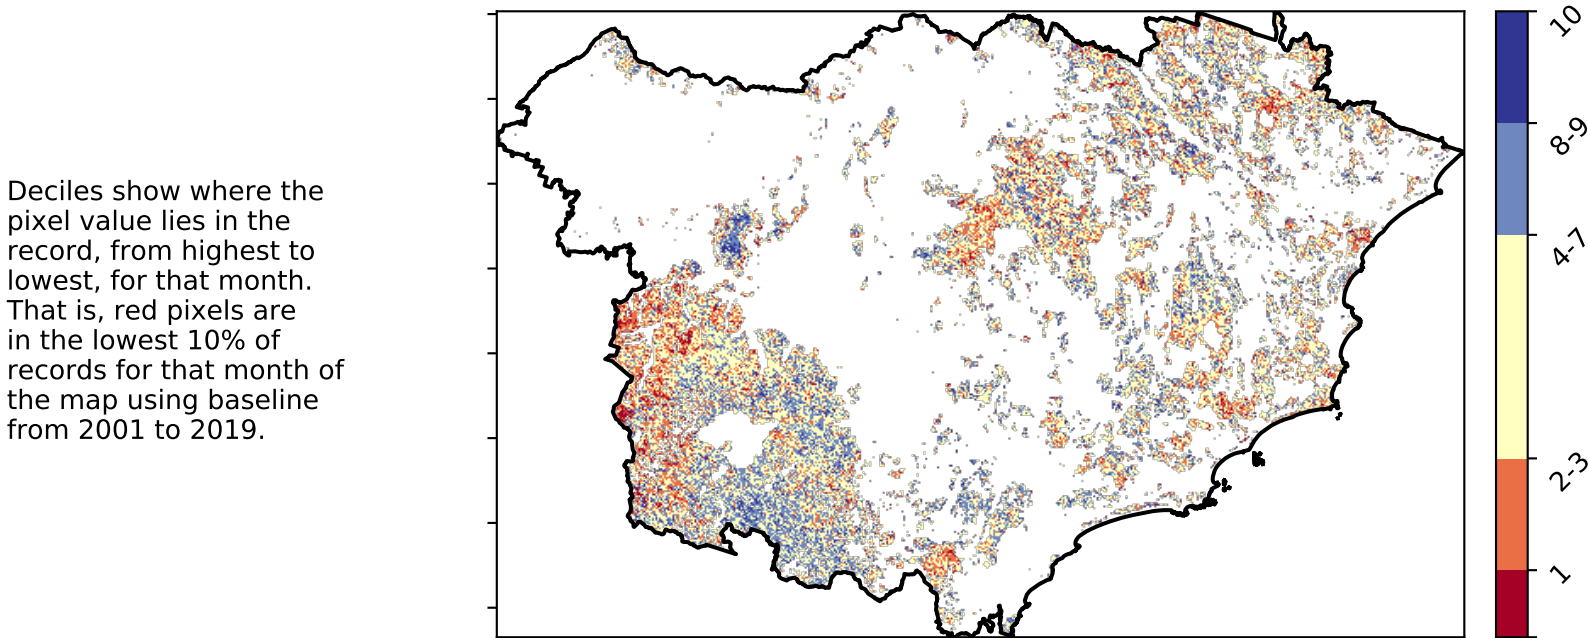 Deciles show where the
pixel value lies in the
record, from highest to
lowest, for that month.
That is, red pixels are
in the lowest 10% of
records for that month of
the map using baseline
from 2001 to 2019.
10
8-9
4-7
2-3
1